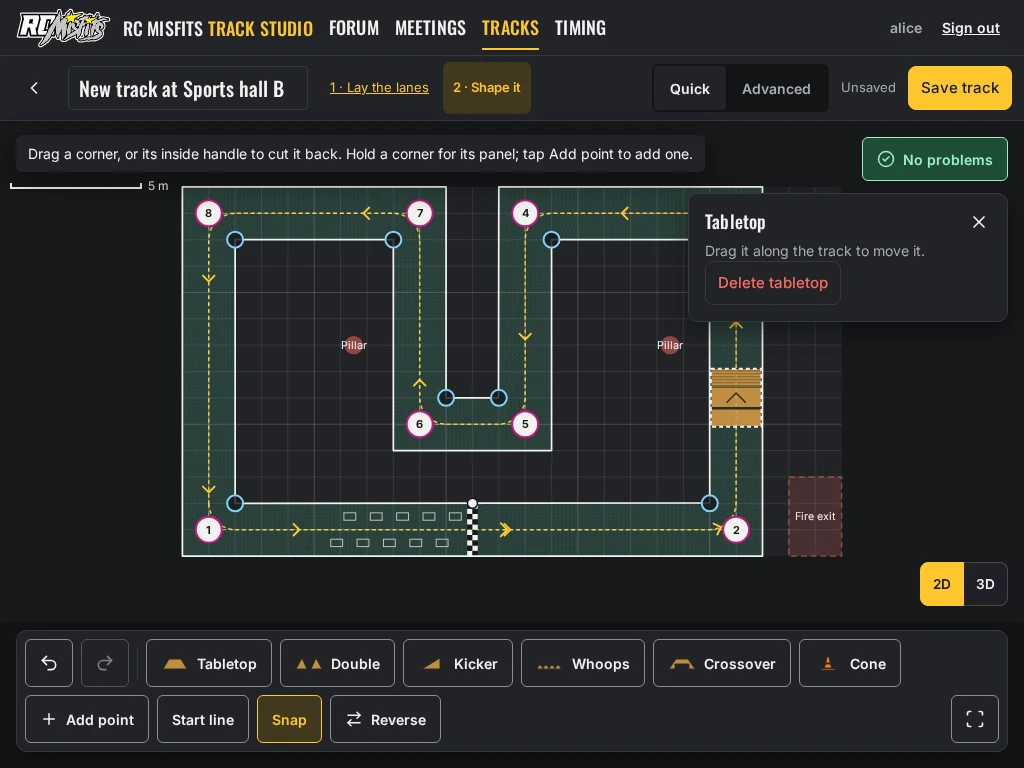 RC Misfits
RC MISFITS TRACK STUDIO
FORUM
MEETINGS
TRACKS
TIMING
alice
Sign out
New track at Sports hall B
1 · Lay the lanes
2 · Shape it
Quick
Advanced
Unsaved
Save track
Drag a corner, or its inside handle to cut it back. Hold a corner for its panel; tap Add point to add one.
No problems
5 m
8
7
4
Tabletop
Drag it along the track to move it.
Delete tabletop
Pillar
Pillar
6
5
1
2
Fire exit
2D
3D
Tabletop
Double
Kicker
Whoops
Crossover
Cone
Add point
Start line
Snap
Reverse